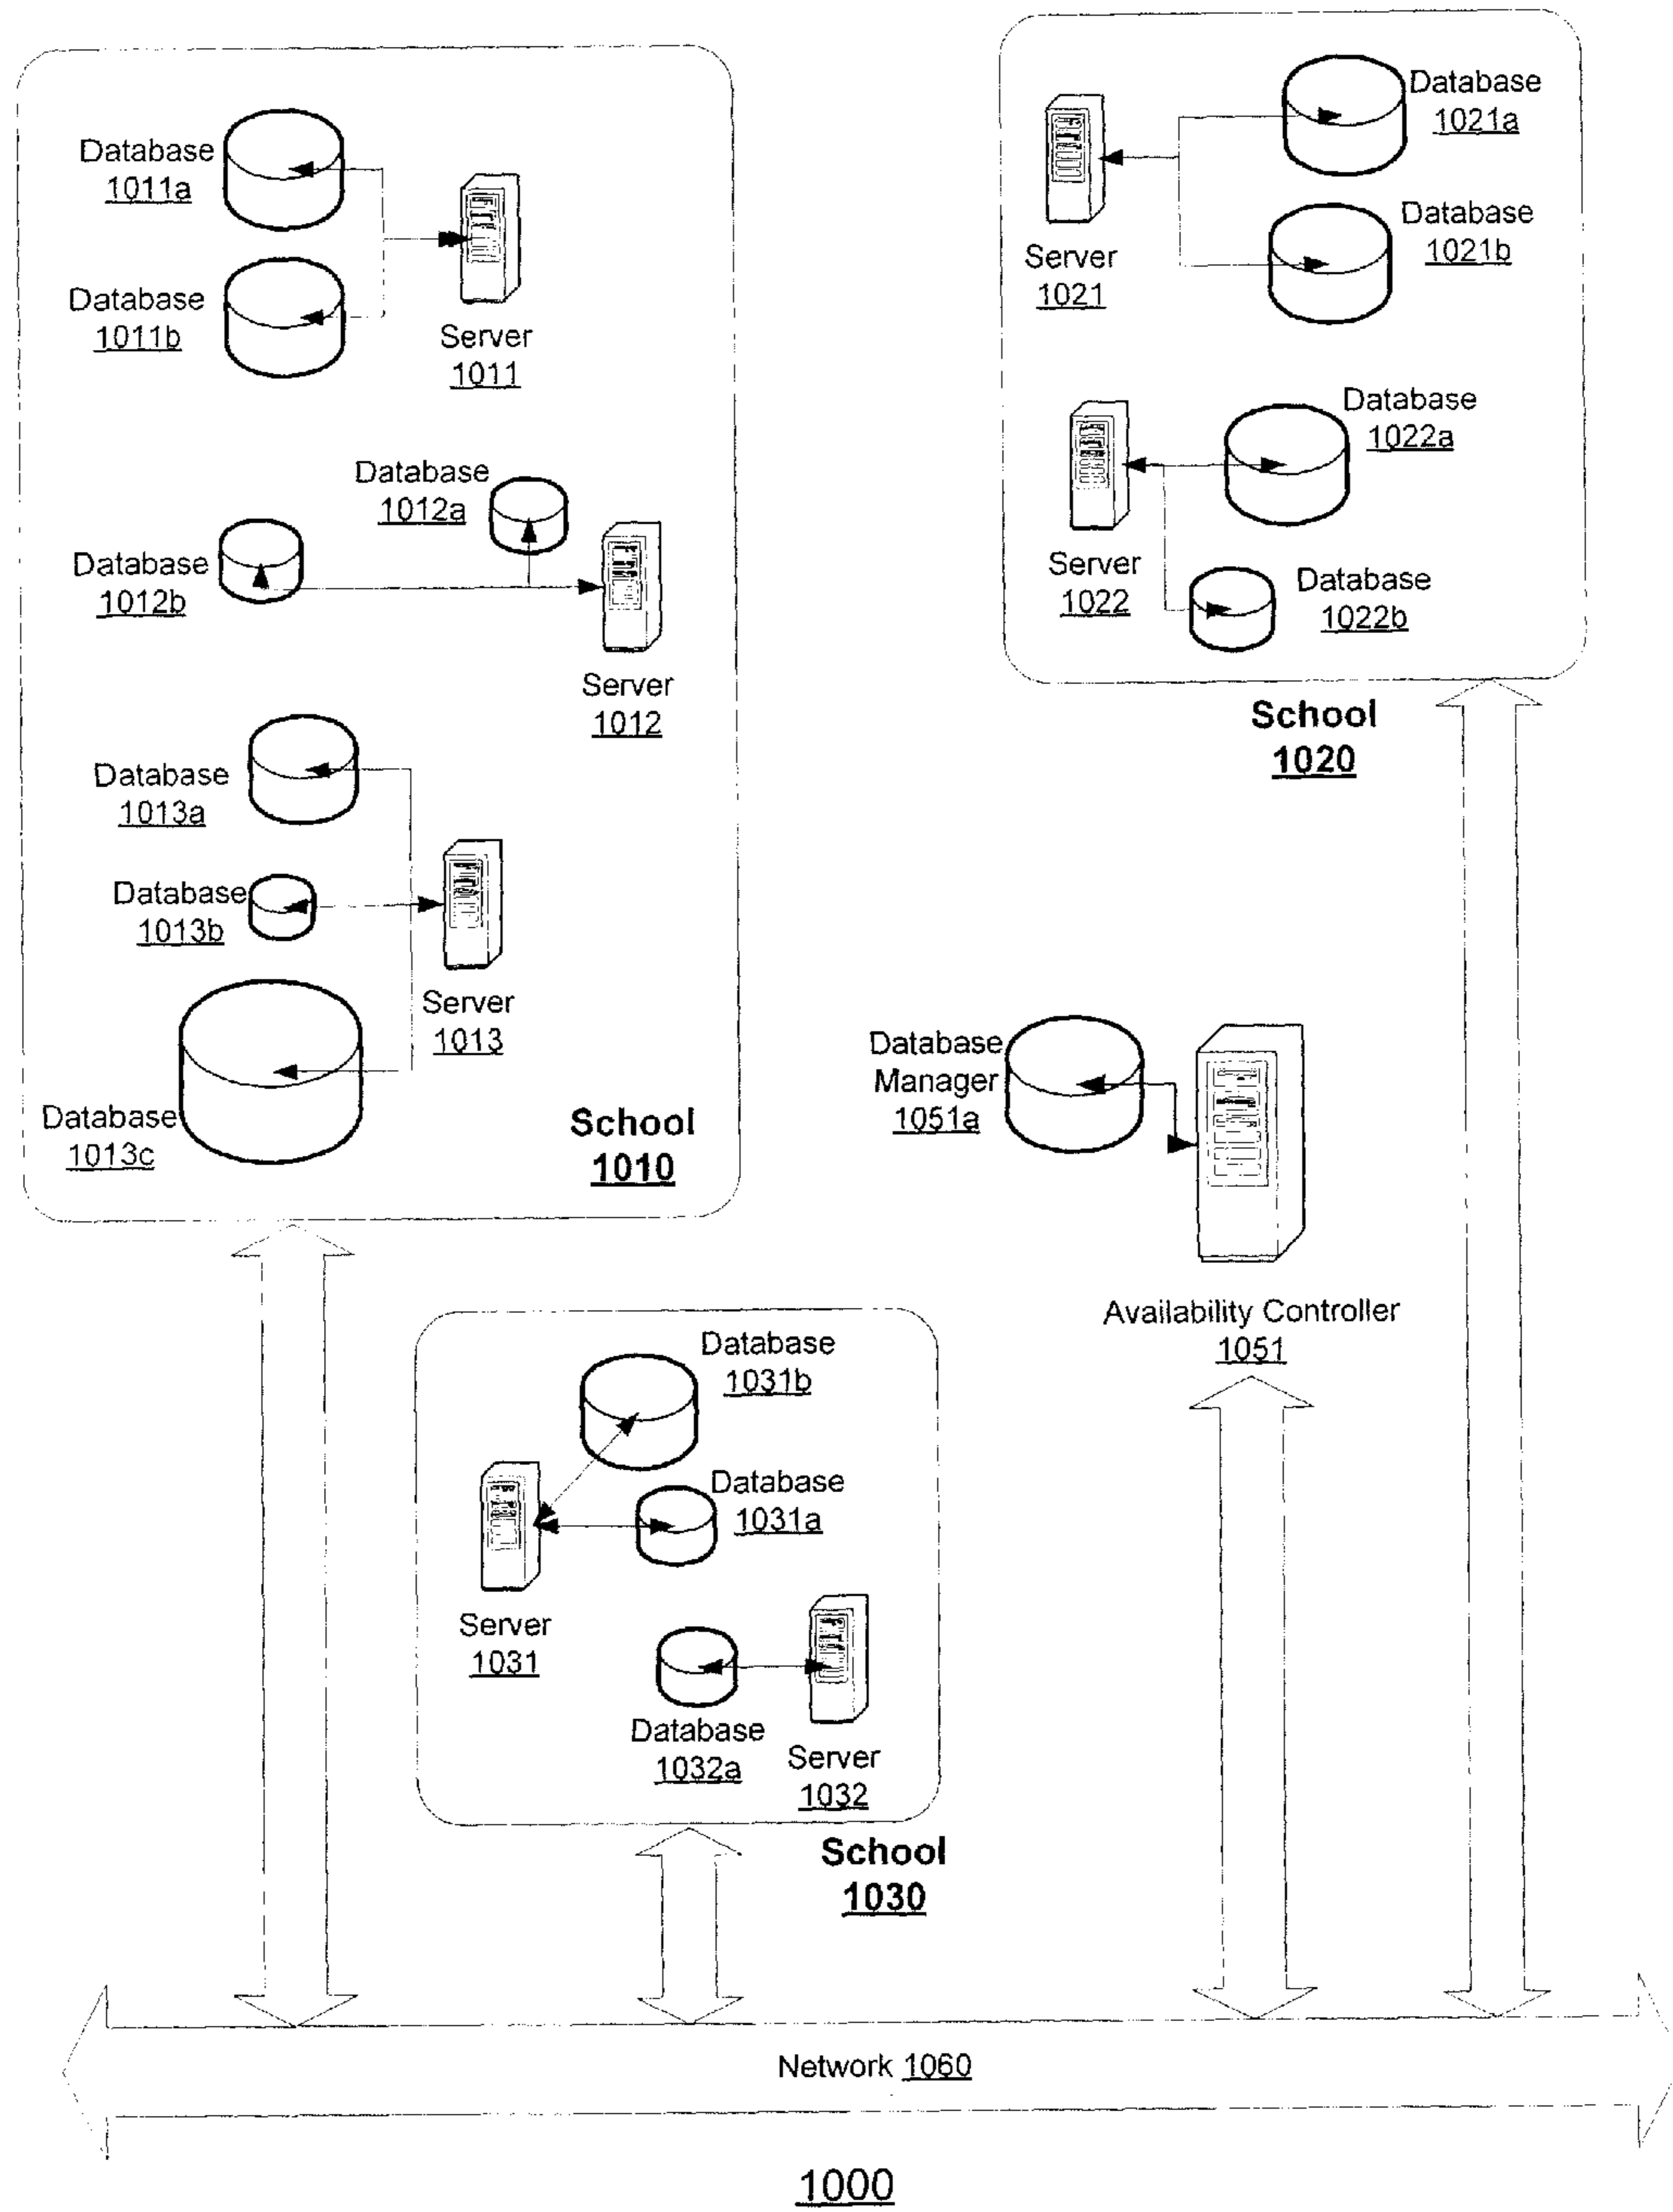 Database
1011a
Database
1011b
Server
1011
Database
1012a
Database
1012b
Server
1012
Database
1013a
Database
1013b
Server
1013
Database
1013c
School
1010
Database
1021a
Database
1021b
Server
1021
Database
1022a
Server
1022
Database
1022b
School
1020
Database
Manager
1051a
Availability Controller
1051
Database
1031b
Database
1031a
Server
1031
Database
1032a
Server
1032
School
1030
Network 1060
1000